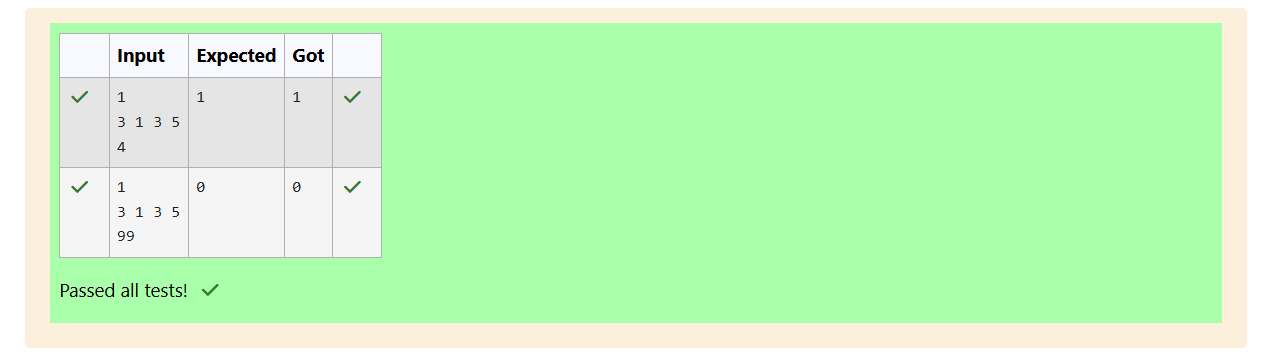 Input Expected Got
1 1 1
3 1 3 5
4
1 0 0
3 1 3 5
99
Passed all tests!